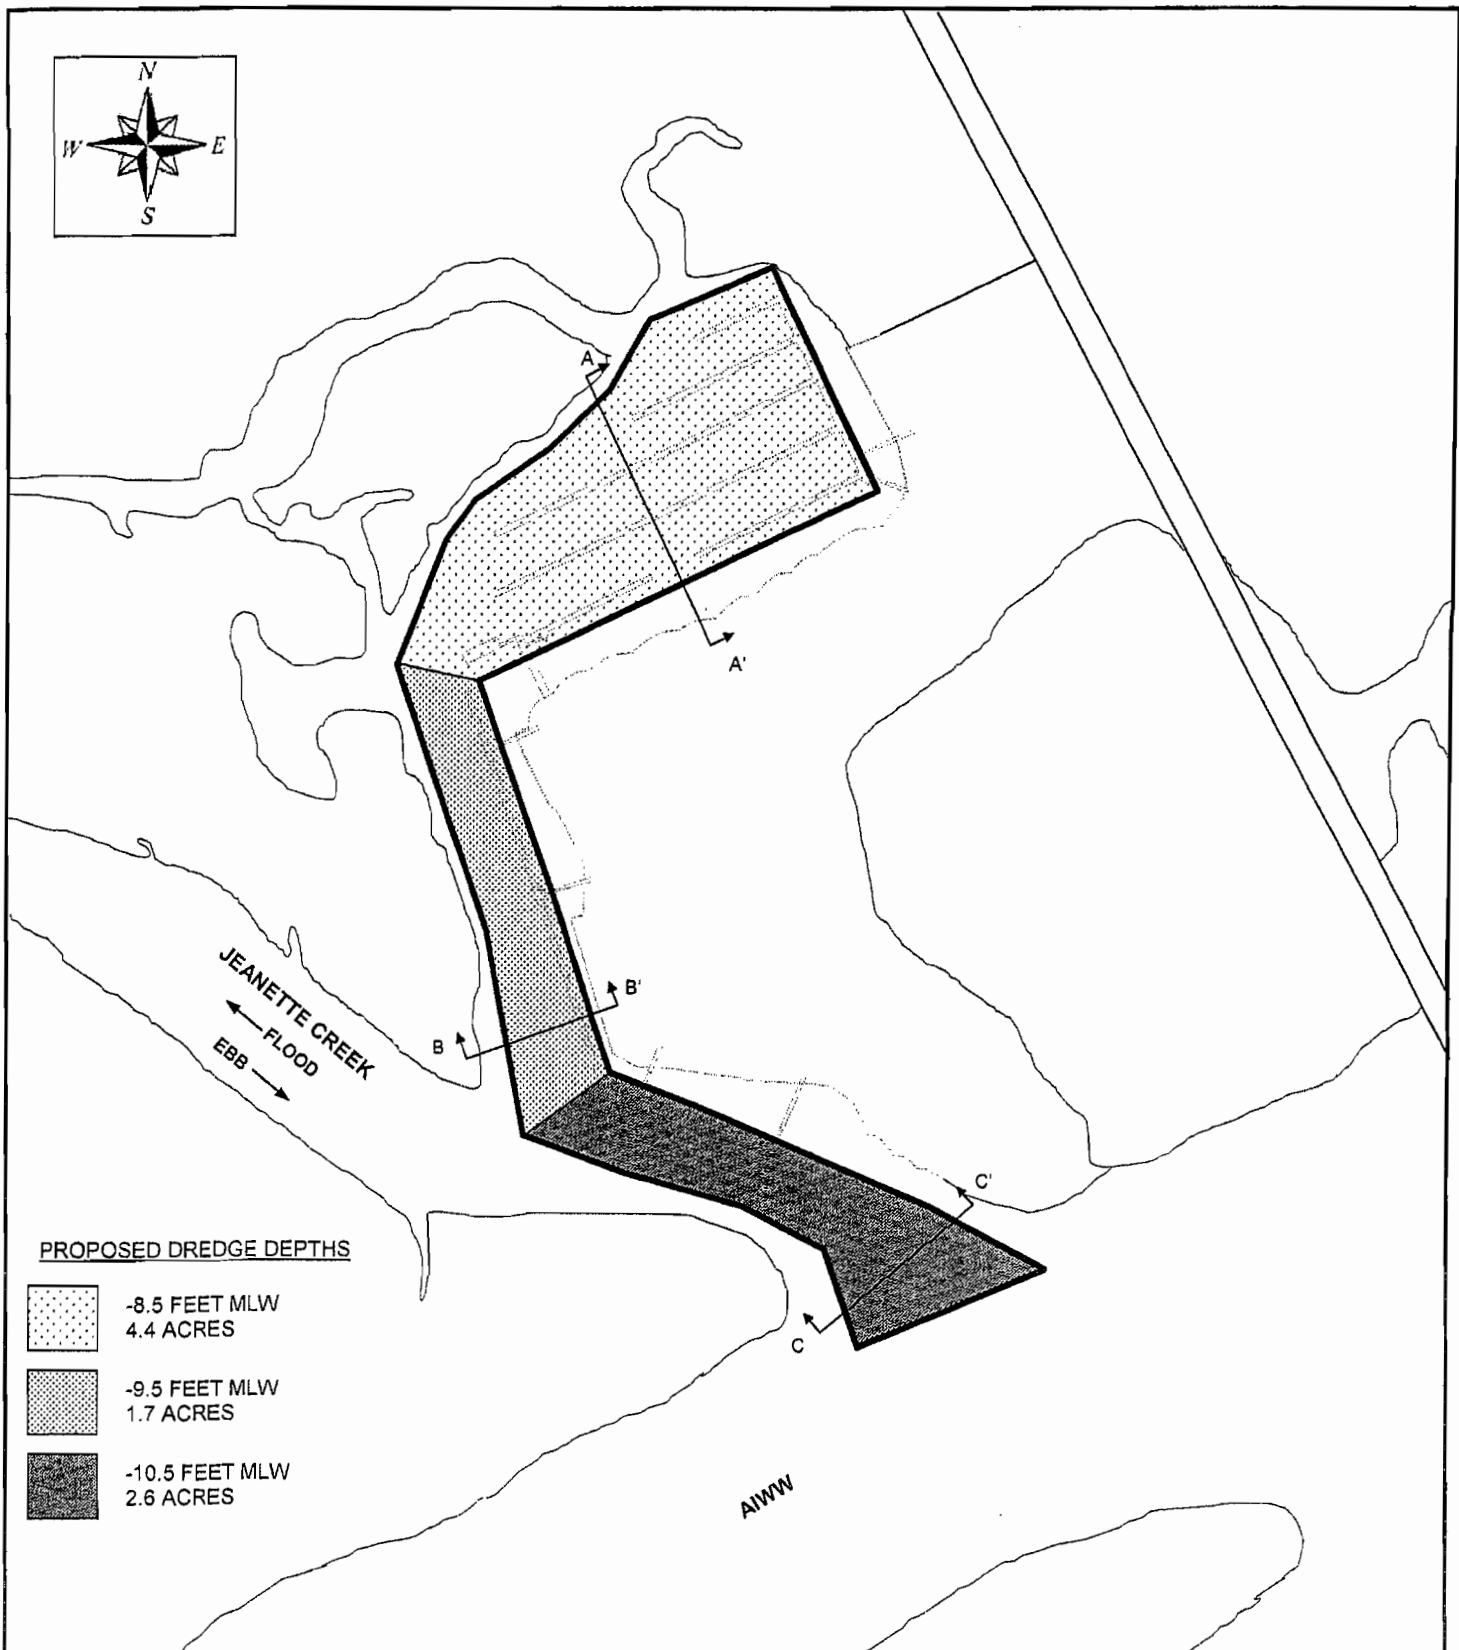 N
W E
S
A
A'
B'
B
JEANETTE CREEK
FLOOD
EBB
C'
C
PROPOSED DREDGE DEPTHS
-8.5 FEET MLW
4.4 ACRES
-9.5 FEET MLW
1.7 ACRES
-10.5 FEET MLW
2.6 ACRES
AIWW